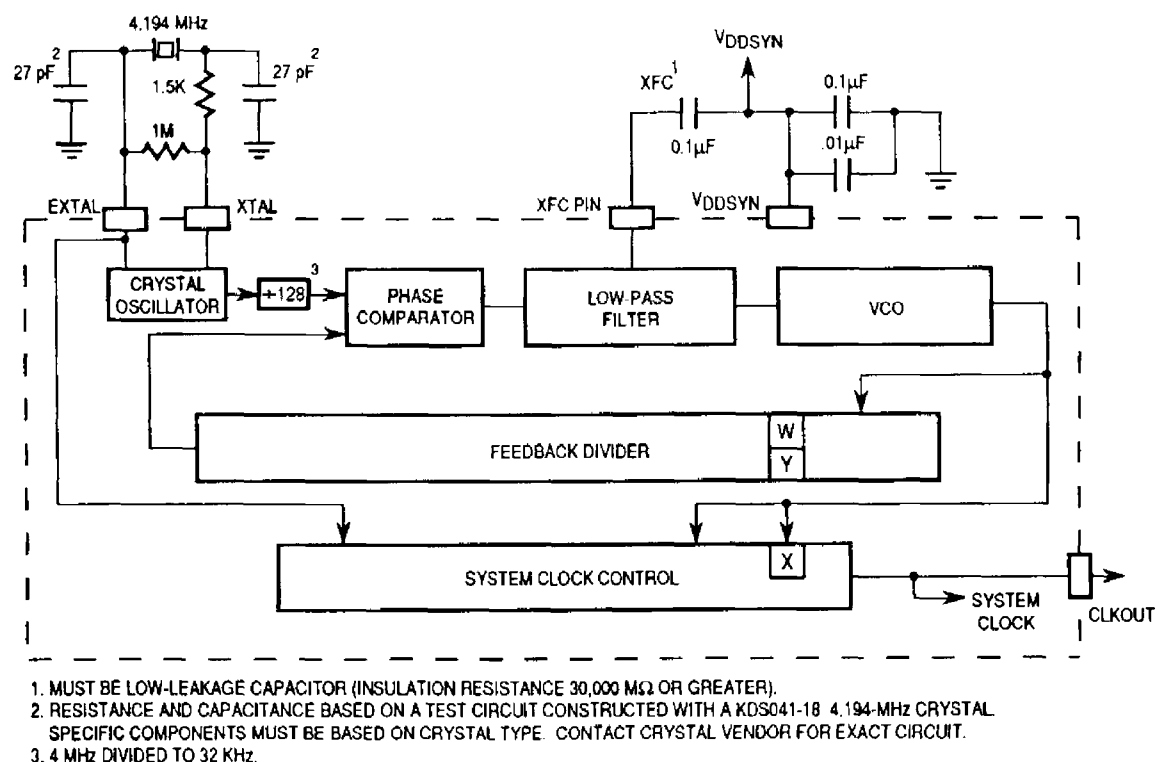 4.194 MHz
2
27 pF
2
27 pF
1.5K
1M
VDDSYN
XFC1
0.1µF
0.1µF
.01µF
EXTAL
XTAL
XFC PIN
VDDSYN
CRYSTAL
OSCILLATOR
÷128
3
PHASE
COMPARATOR
LOW-PASS
FILTER
VCO
FEEDBACK DIVIDER
W
Y
SYSTEM CLOCK CONTROL
X
SYSTEM
CLOCK
CLKOUT
1. MUST BE LOW-LEAKAGE CAPACITOR (INSULATION RESISTANCE 30,000 MΩ OR GREATER).
2. RESISTANCE AND CAPACITANCE BASED ON A TEST CIRCUIT CONSTRUCTED WITH A KDS041-18 4.194-MHz CRYSTAL.
SPECIFIC COMPONENTS MUST BE BASED ON CRYSTAL TYPE. CONTACT CRYSTAL VENDOR FOR EXACT CIRCUIT.
3. 4 MHz DIVIDED TO 32 KHz.